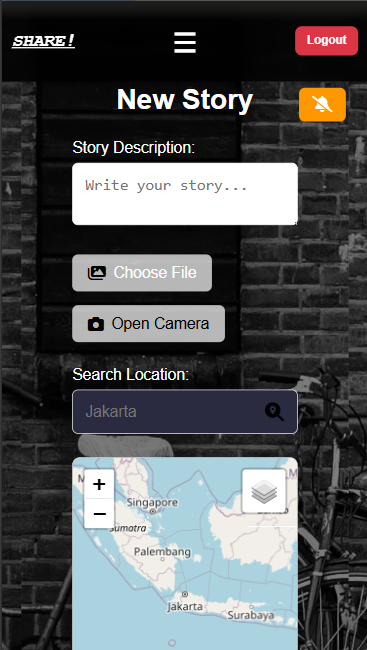 SHARE!
Logout
New Story
Story Description:
Write your story...
Choose File
Open Camera
Search Location:
Jakarta
+
−
Singapore
Sumatra
Palembang
Jakarta
Surabaya